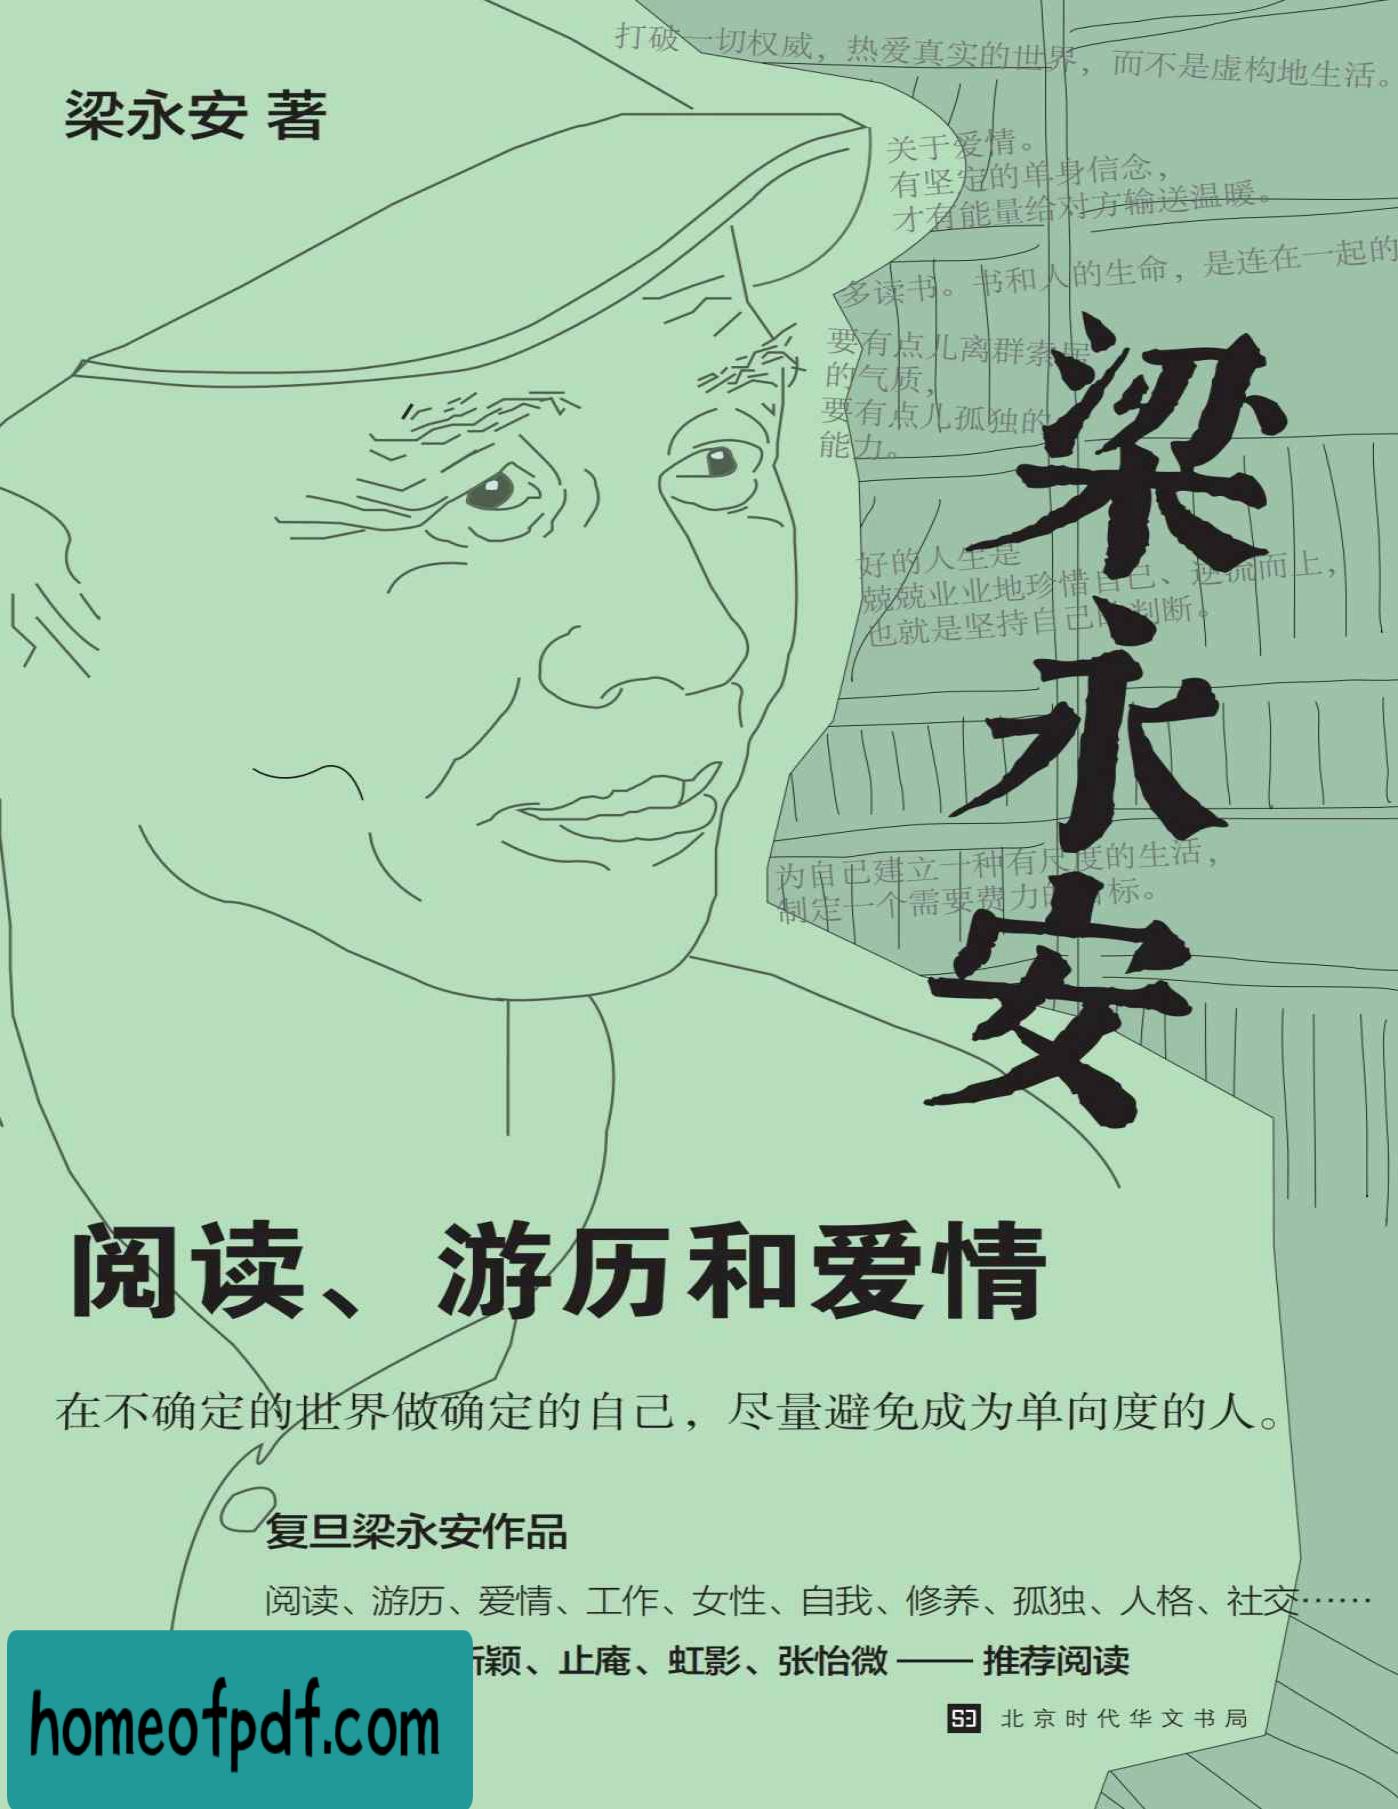 打破一切权威，热爱真实的世界，而不是虚构地生活。
梁永安 著
关于爱情。
有坚定的单身信念，
才有能量给对方输送温暖。
多读书。书和人的生命，是连在一起的
要有点儿离群索居
的气质，
要有点儿孤独的
能力。
梁永安
好的人生是
兢兢业业地珍惜自己、逆流而上，
也就是坚持自己的判断。
为自己建立一种有尺度的生活，
制定一个需要费力的目标。
阅读、游历和爱情
在不确定的世界做确定的自己，尽量避免成为单向度的人。
复旦梁永安作品
阅读、游历、爱情、工作、女性、自我、修养、孤独、人格、社交……
颖、止庵、虹影、张怡微——推荐阅读
北京时代华文书局
homeofpdf.com